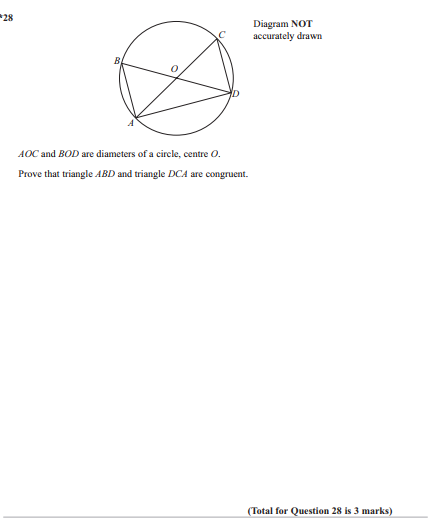 *28
Diagram NOT
accurately drawn
C
B
O
D
A
AOC and BOD are diameters of a circle, centre O.
Prove that triangle ABD and triangle DCA are congruent.
(Total for Question 28 is 3 marks)